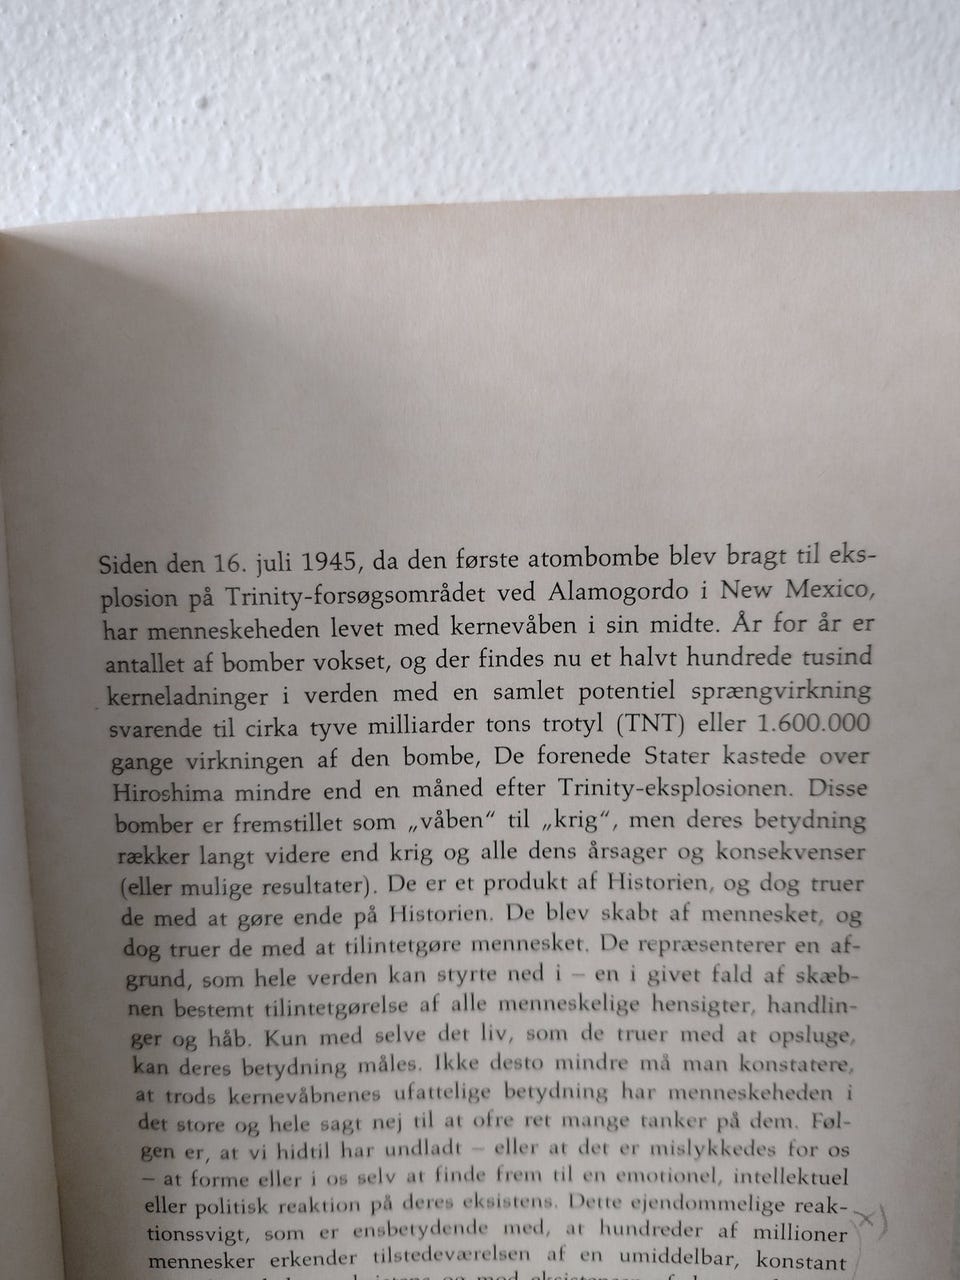 Siden den 16. juli 1945, da den første atombombe blev bragt til eks-
plosion på Trinity-forsøgsområdet ved Alamogordo i New Mexico,
har menneskeheden levet med kernevåben i sin midte. År for år er
antallet af bomber vokset, og der findes nu et halvt hundrede tusind
kerneladninger i verden med en samlet potentiel sprængvirkning
svarende til cirka tyve milliarder tons trotyl (TNT) eller 1.600.000
gange virkningen af den bombe, De forenede Stater kastede over
Hiroshima mindre end en måned efter Trinity-eksplosionen. Disse
bomber er fremstillet som „våben” til „krig”, men deres betydning
rækker langt videre end krig og alle dens årsager og konsekvenser
(eller mulige resultater). De er et produkt af Historien, og dog truer
de med at gøre ende på Historien. De blev skabt af mennesket, og
dog truer de med at tilintetgøre mennesket. De repræsenterer en af-
grund, som hele verden kan styrte ned i – en i givet fald af skæb-
nen bestemt tilintetgørelse af alle menneskelige hensigter, handlin-
ger og håb. Kun med selve det liv, som de truer med at opsluge,
kan deres betydning måles. Ikke desto mindre må man konstatere,
at trods kernevåbnenes ufattelige betydning har menneskeheden i
det store og hele sagt nej til at ofre ret mange tanker på dem. Føl-
gen er, at vi hidtil har undladt – eller at det er mislykkedes for os
– at forme eller i os selv at finde frem til en emotionel, intellektuel
eller politisk reaktion på deres eksistens. Dette ejendommelige reak-
tionssvigt, som er ensbetydende med, at hundreder af millioner
mennesker erkender tilstedeværelsen af en umiddelbar, konstant